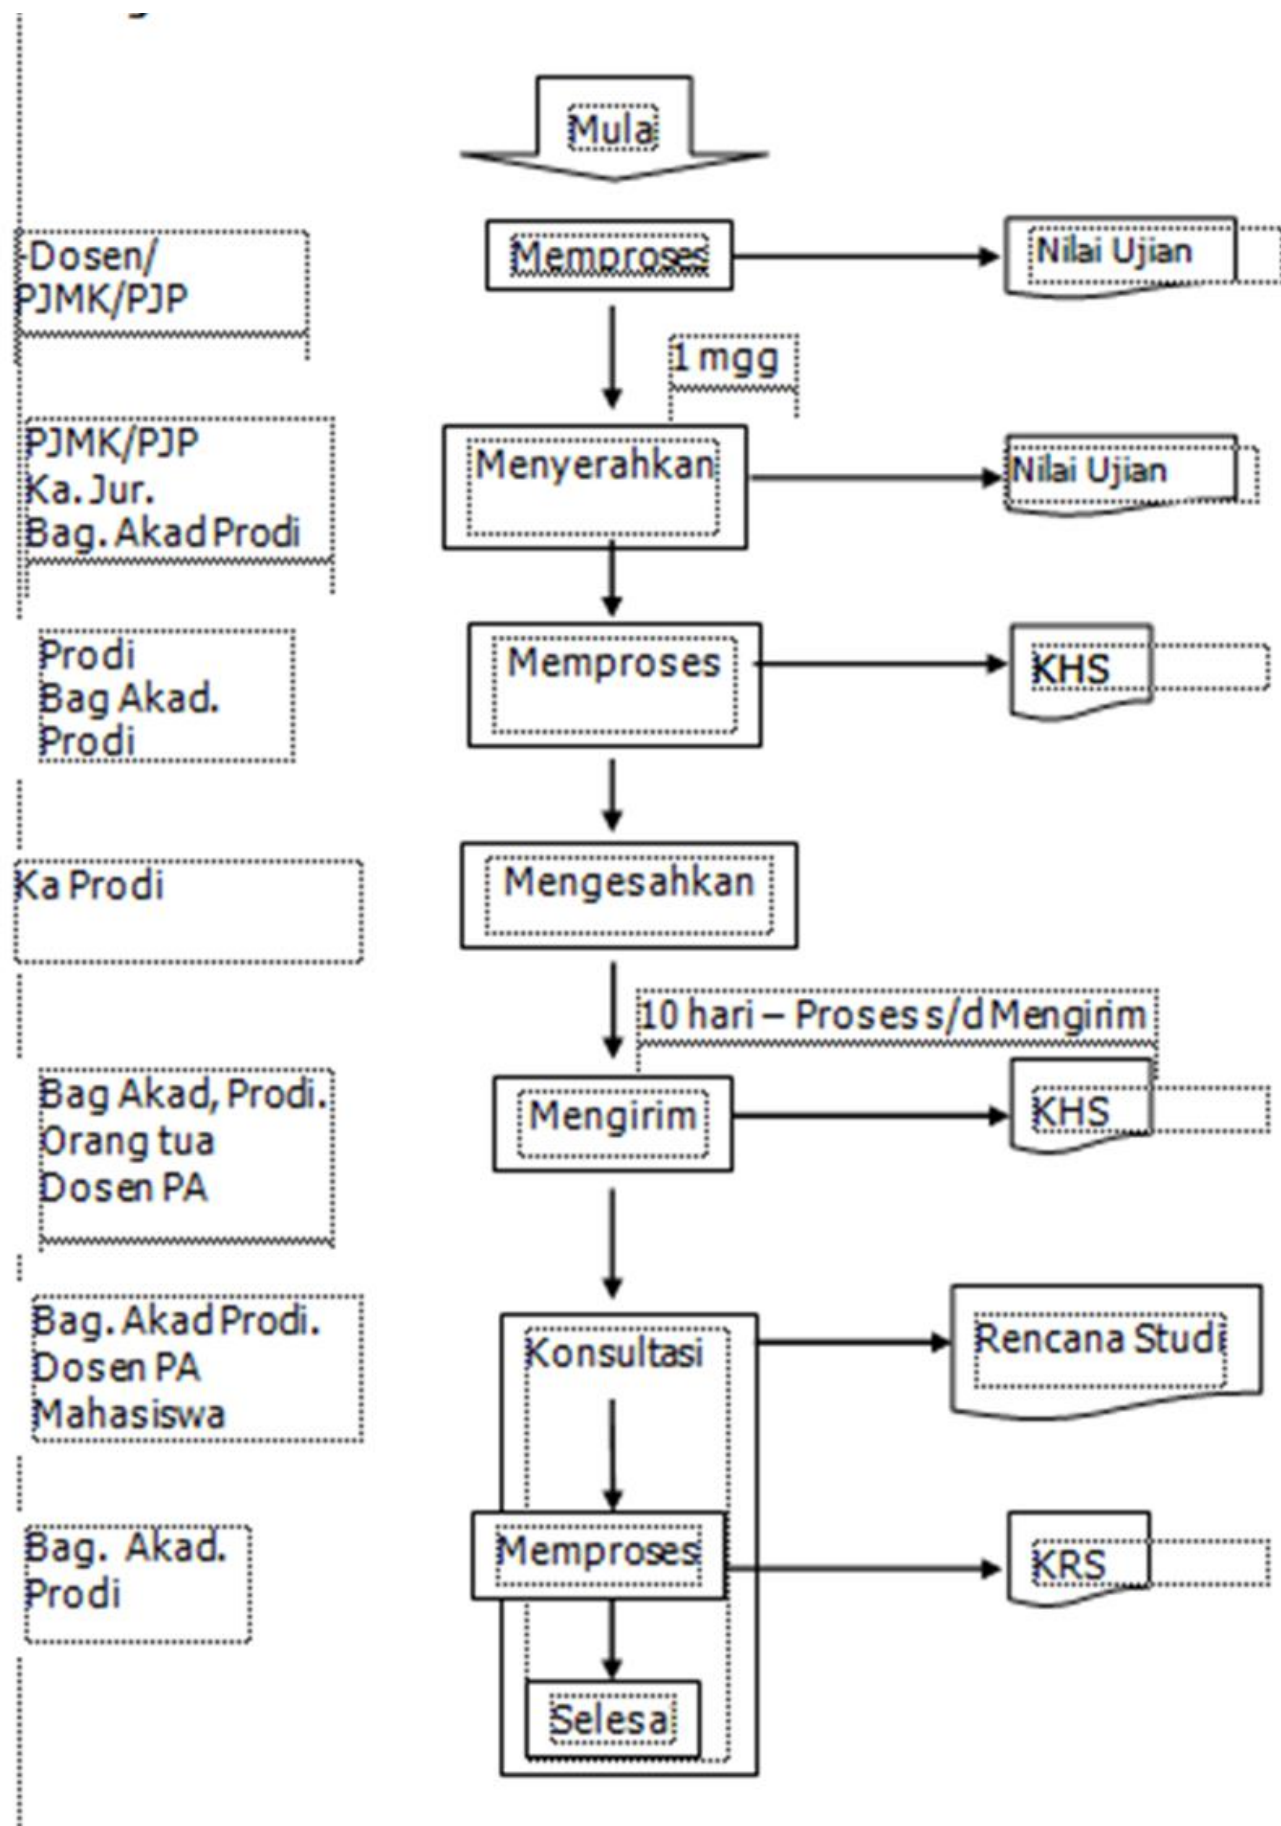 Mula
-Dosen/
PJMK/PJP
Memproses
Nilai Ujian
1 mgg
PJMK/PJP
Ka. Jur.
Bag. Akad Prodi
Menyerahkan
Nilai Ujian
Prodi
Bag Akad.
Prodi
Memproses
KHS
Ka Prodi
Mengesahkan
10 hari – Proses s/d Mengirim
Bag Akad, Prodi.
Orang tua
Dosen PA
Mengirim
KHS
Bag. Akad Prodi.
Dosen PA
Mahasiswa
Konsultasi
Rencana Studi
Bag. Akad.
Prodi
Memproses
KRS
Selesa